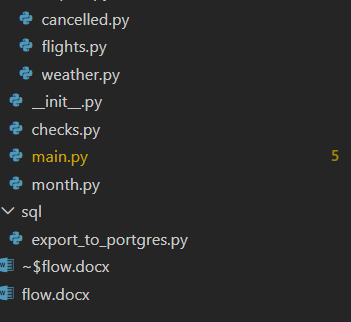 cancelled.py
flights.py
weather.py
__init__.py
checks.py
main.py 5
month.py
sql
export_to_portgres.py
~$flow.docx
flow.docx